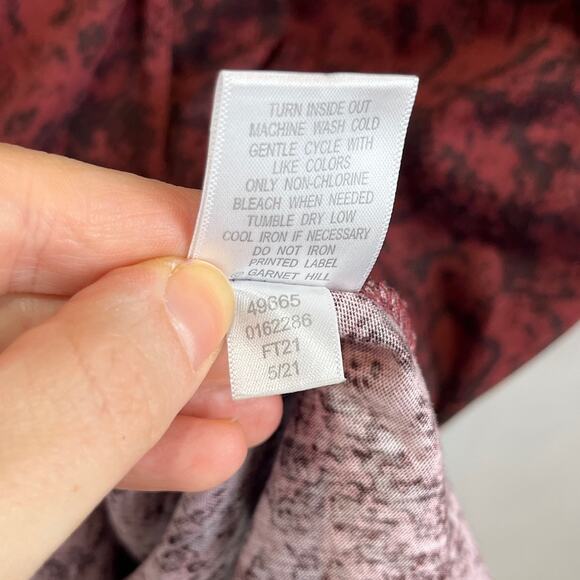 TURN INSIDE OUT
MACHINE WASH COLD
GENTLE CYCLE WITH
LIKE COLORS
ONLY NON-CHLORINE
BLEACH WHEN NEEDED
TUMBLE DRY LOW
COOL IRON IF NECESSARY
DO NOT IRON
PRINTED LABEL
© GARNET HILL
49665
0162286
FT21
5/21